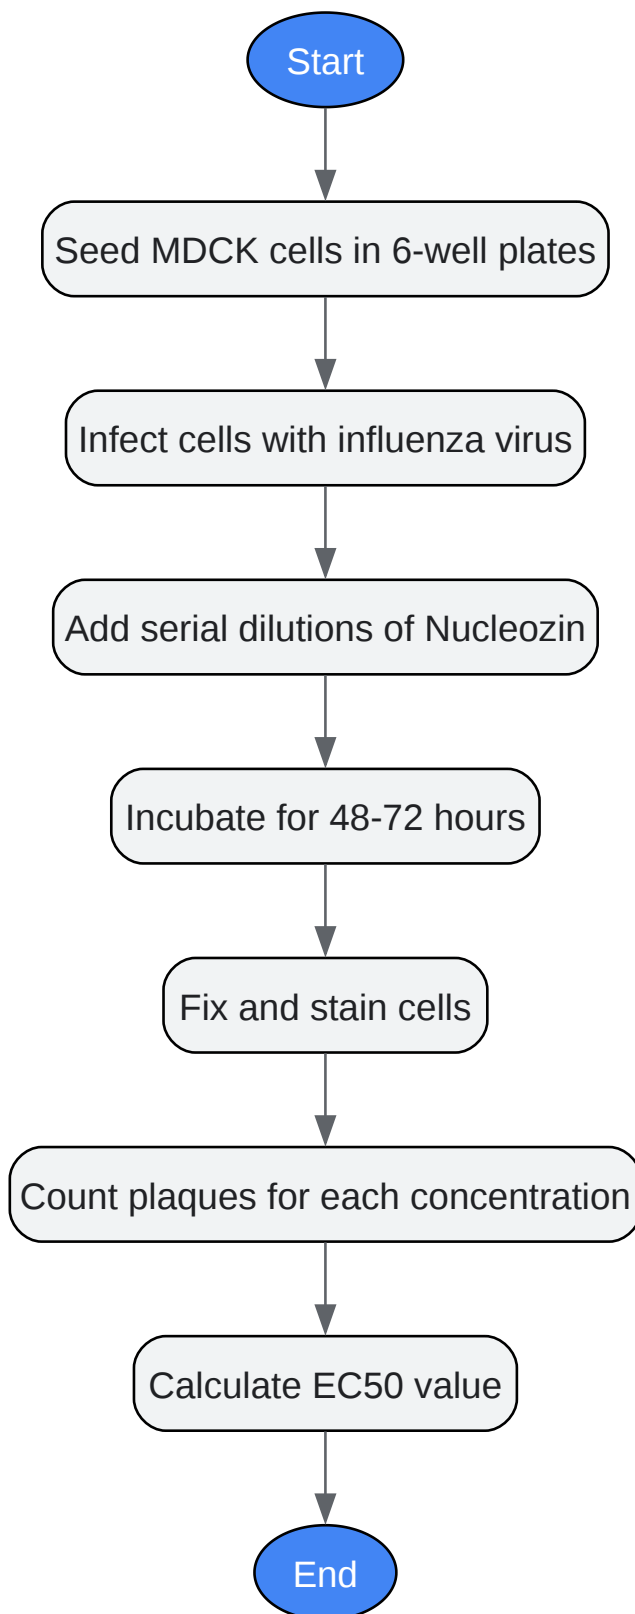 Start
Seed MDCK cells in 6-well plates
Infect cells with influenza virus
Add serial dilutions of Nucleozin
Incubate for 48-72 hours
Fix and stain cells
Count plaques for each concentration
Calculate EC50 value
End